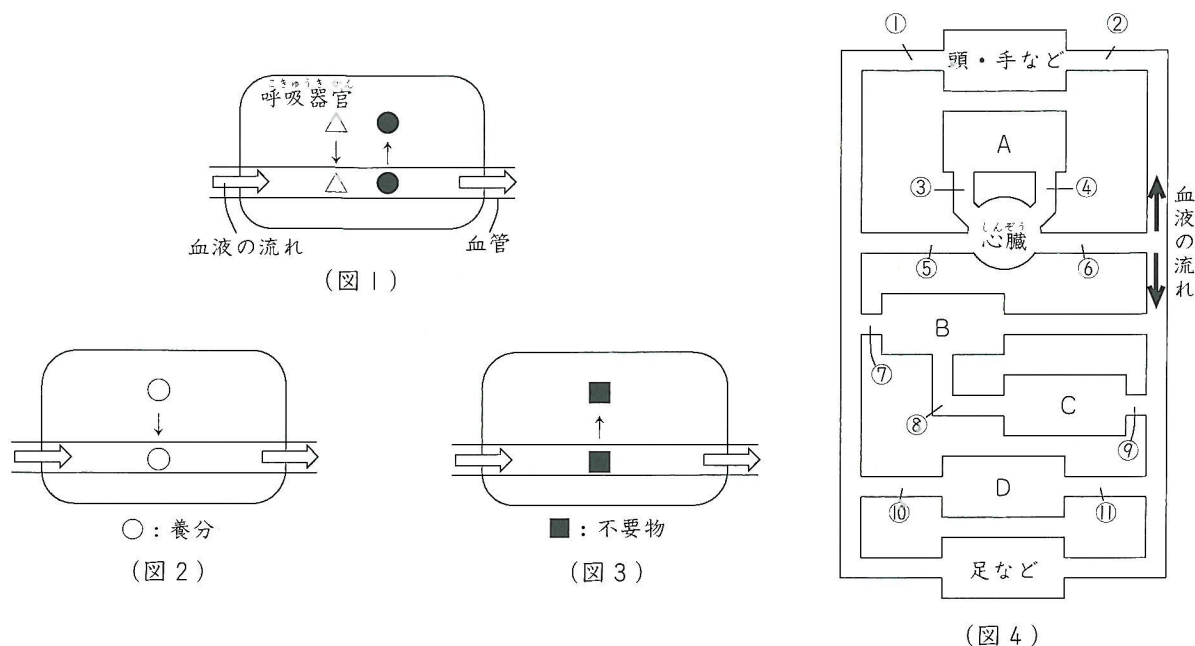 こきゅうきかん
呼吸器官
血液の流れ
血管
(図1)
○:養分
(図2)
■:不要物
(図3)
① ②
頭・手など
A
③ ④
しんぞう
心臓
⑤ ⑥
血液の流れ
B
⑦
⑧
C
⑨
D
⑩ ⑪
足など
(図4)